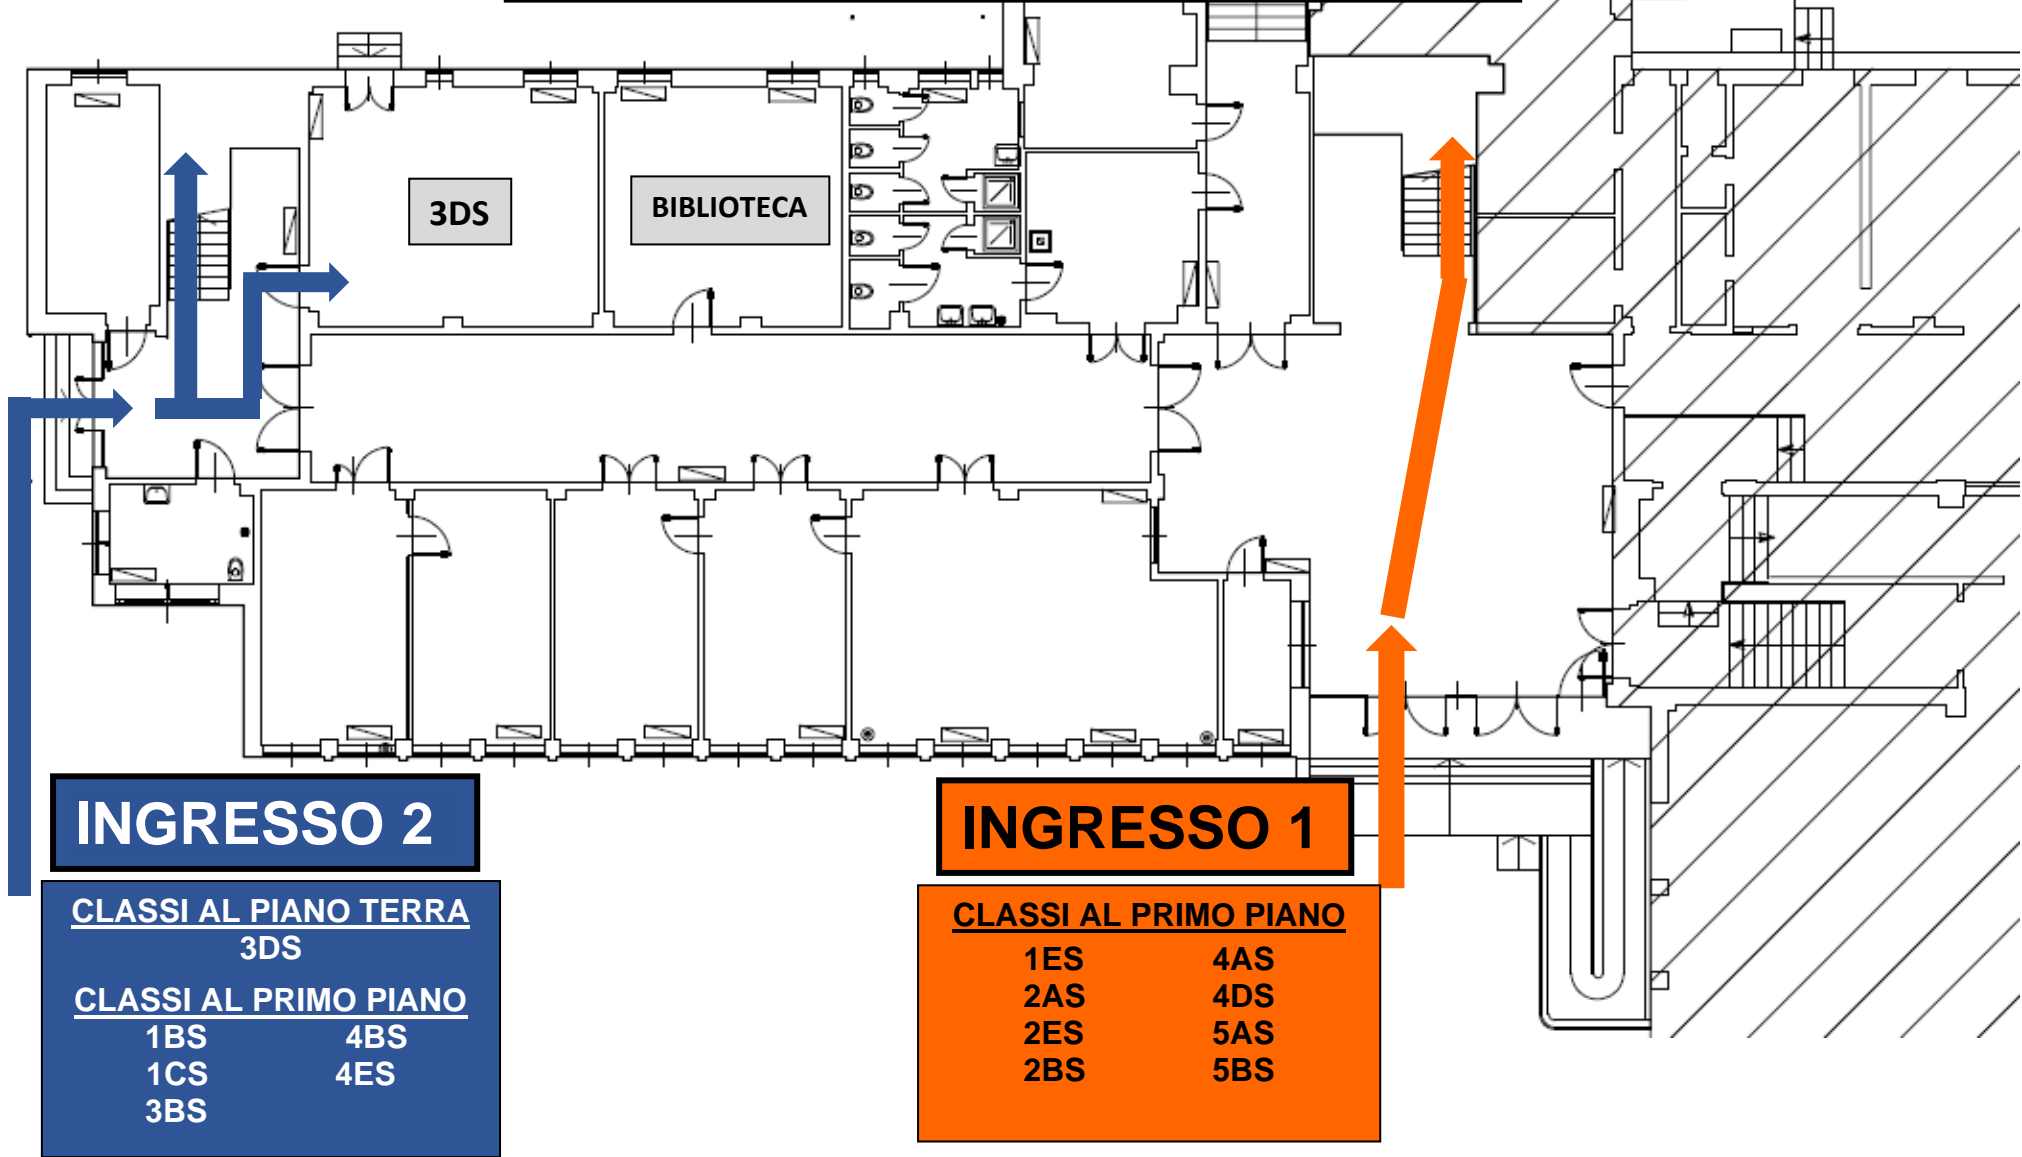 3DS
BIBLIOTECA
INGRESSO 2
CLASSI AL PIANO TERRA
3DS
CLASSI AL PRIMO PIANO
1BS 4BS
1CS 4ES
3BS
INGRESSO 1
CLASSI AL PRIMO PIANO
1ES 4AS
2AS 4DS
2ES 5AS
2BS 5BS